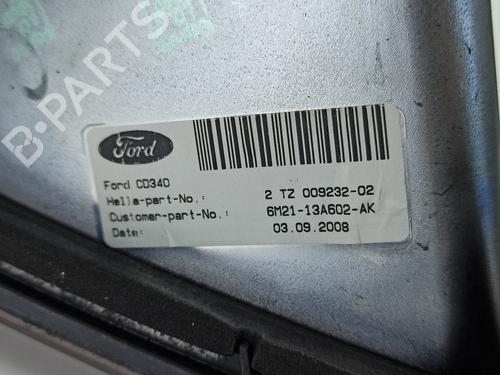 B-PARTS
Ford
Ford CD340
Hella-part-No.: 2 TZ 009232-02
Customer-part-No.: 6M21-13A602-AK
Date: 03.09.2008